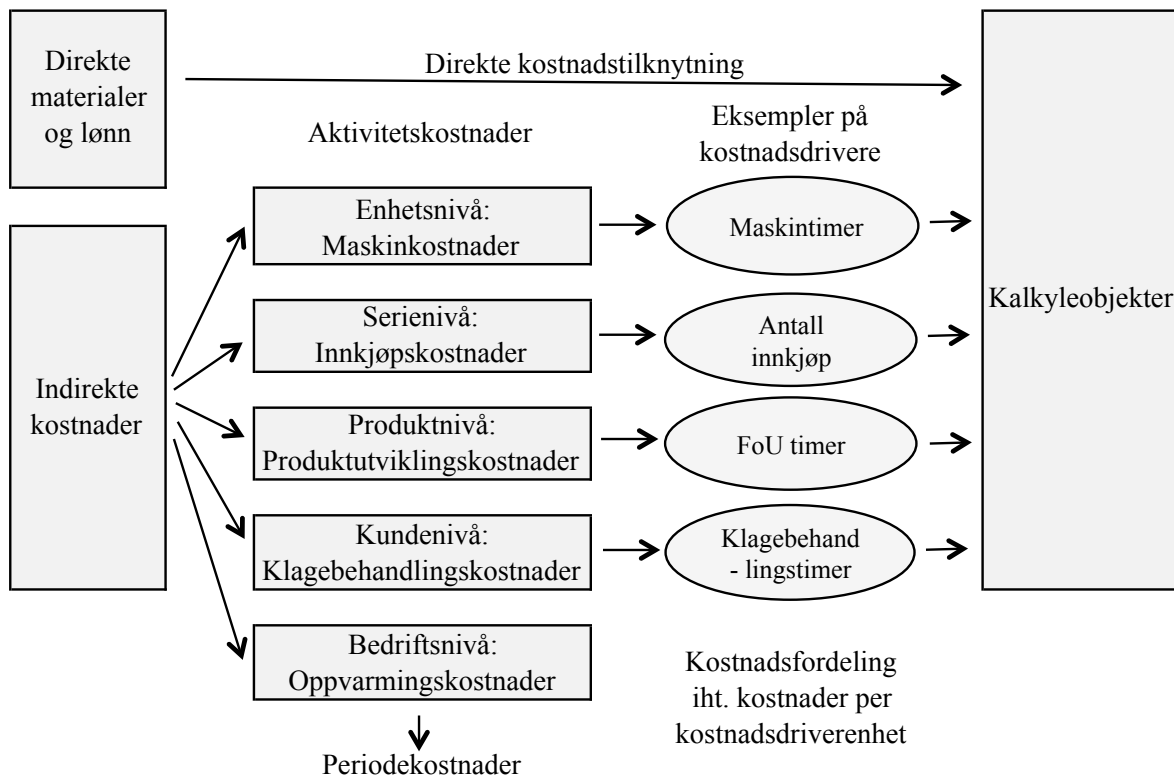 Direkte
materialer
og lønn
Direkte kostnadstilknytning
Aktivitetskostnader
Eksempler på
kostnadsdrivere
Indirekte
kostnader
Enhetsnivå:
Maskinkostnader
Maskintimer
Serienivå:
Innkjøpskostnader
Antall
innkjøp
Produktnivå:
Produktutviklingskostnader
FoU timer
Kundenivå:
Klagebehandlingskostnader
Klagebehand
- lingstimer
Bedriftsnivå:
Oppvarmingskostnader
Periodekostnader
Kostnadsfordeling
iht. kostnader per
kostnadsdriverenhet
Kalkyleobjekter